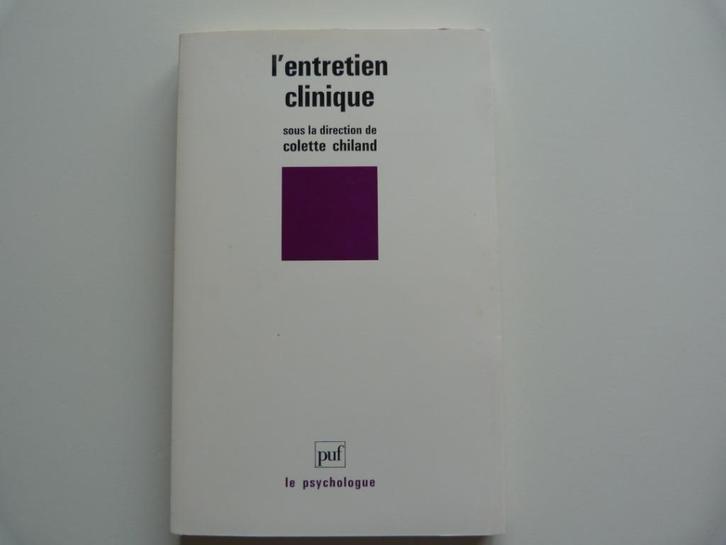 l'entretien
clinique
sous la direction de
colette chiland
puf
le psychologue